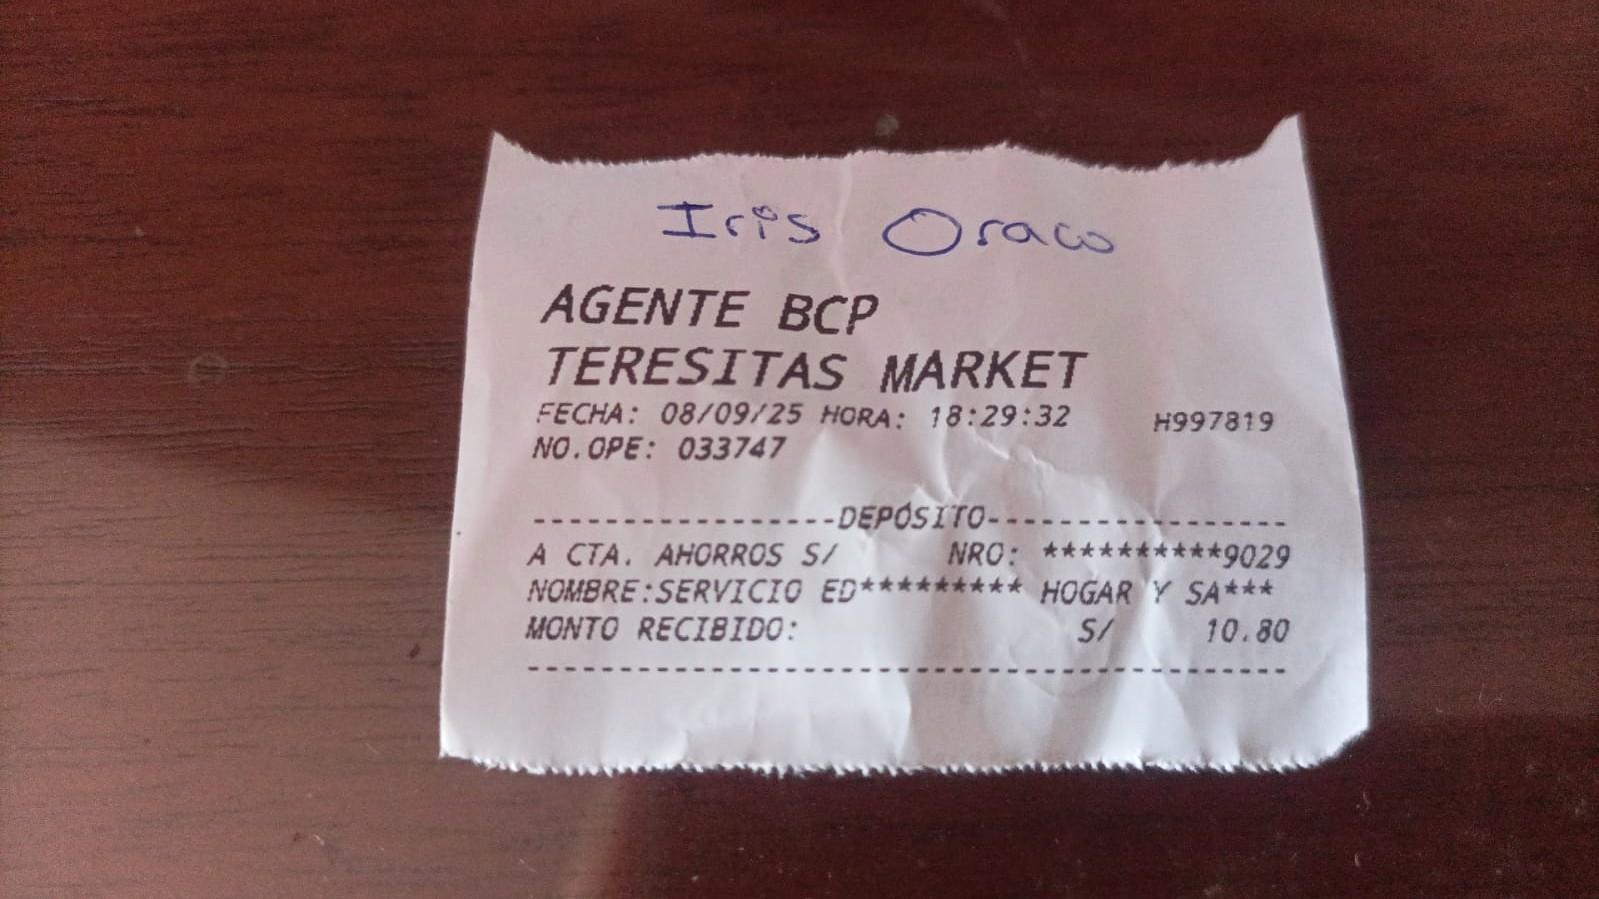 Iris Oraco
AGENTE BCP
TERESITAS MARKET
FECHA: 08/09/25 HORA: 18:29:32 H997819
NO.OPE: 033747
-----------------DEPÓSITO-----------------
A CTA. AHORROS S/ NRO: **********9029
NOMBRE:SERVICIO ED********* HOGAR Y SA***
MONTO RECIBIDO: S/ 10.80
------------------------------------------